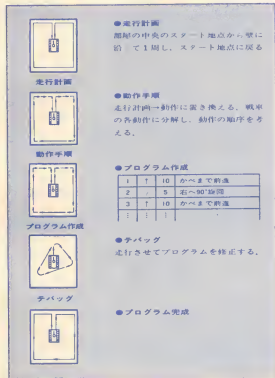 ●走行計画
部屋の中央のスタート地点から壁に
沿って1周し、スタート地点に戻る
走行計画
●動作手順
走行計画→動作に置き換える。戦車
の各動作に分解し、動作の順序を考
える。
動作手順
●プログラム作成
1 ↑ 10 かべまで前進
2 5 右へ90°旋回
3 ↑ 10 かべまで前進
プログラム作成
●デバッグ
走行させてプログラムを修正する。
デバッグ
●プログラム完成